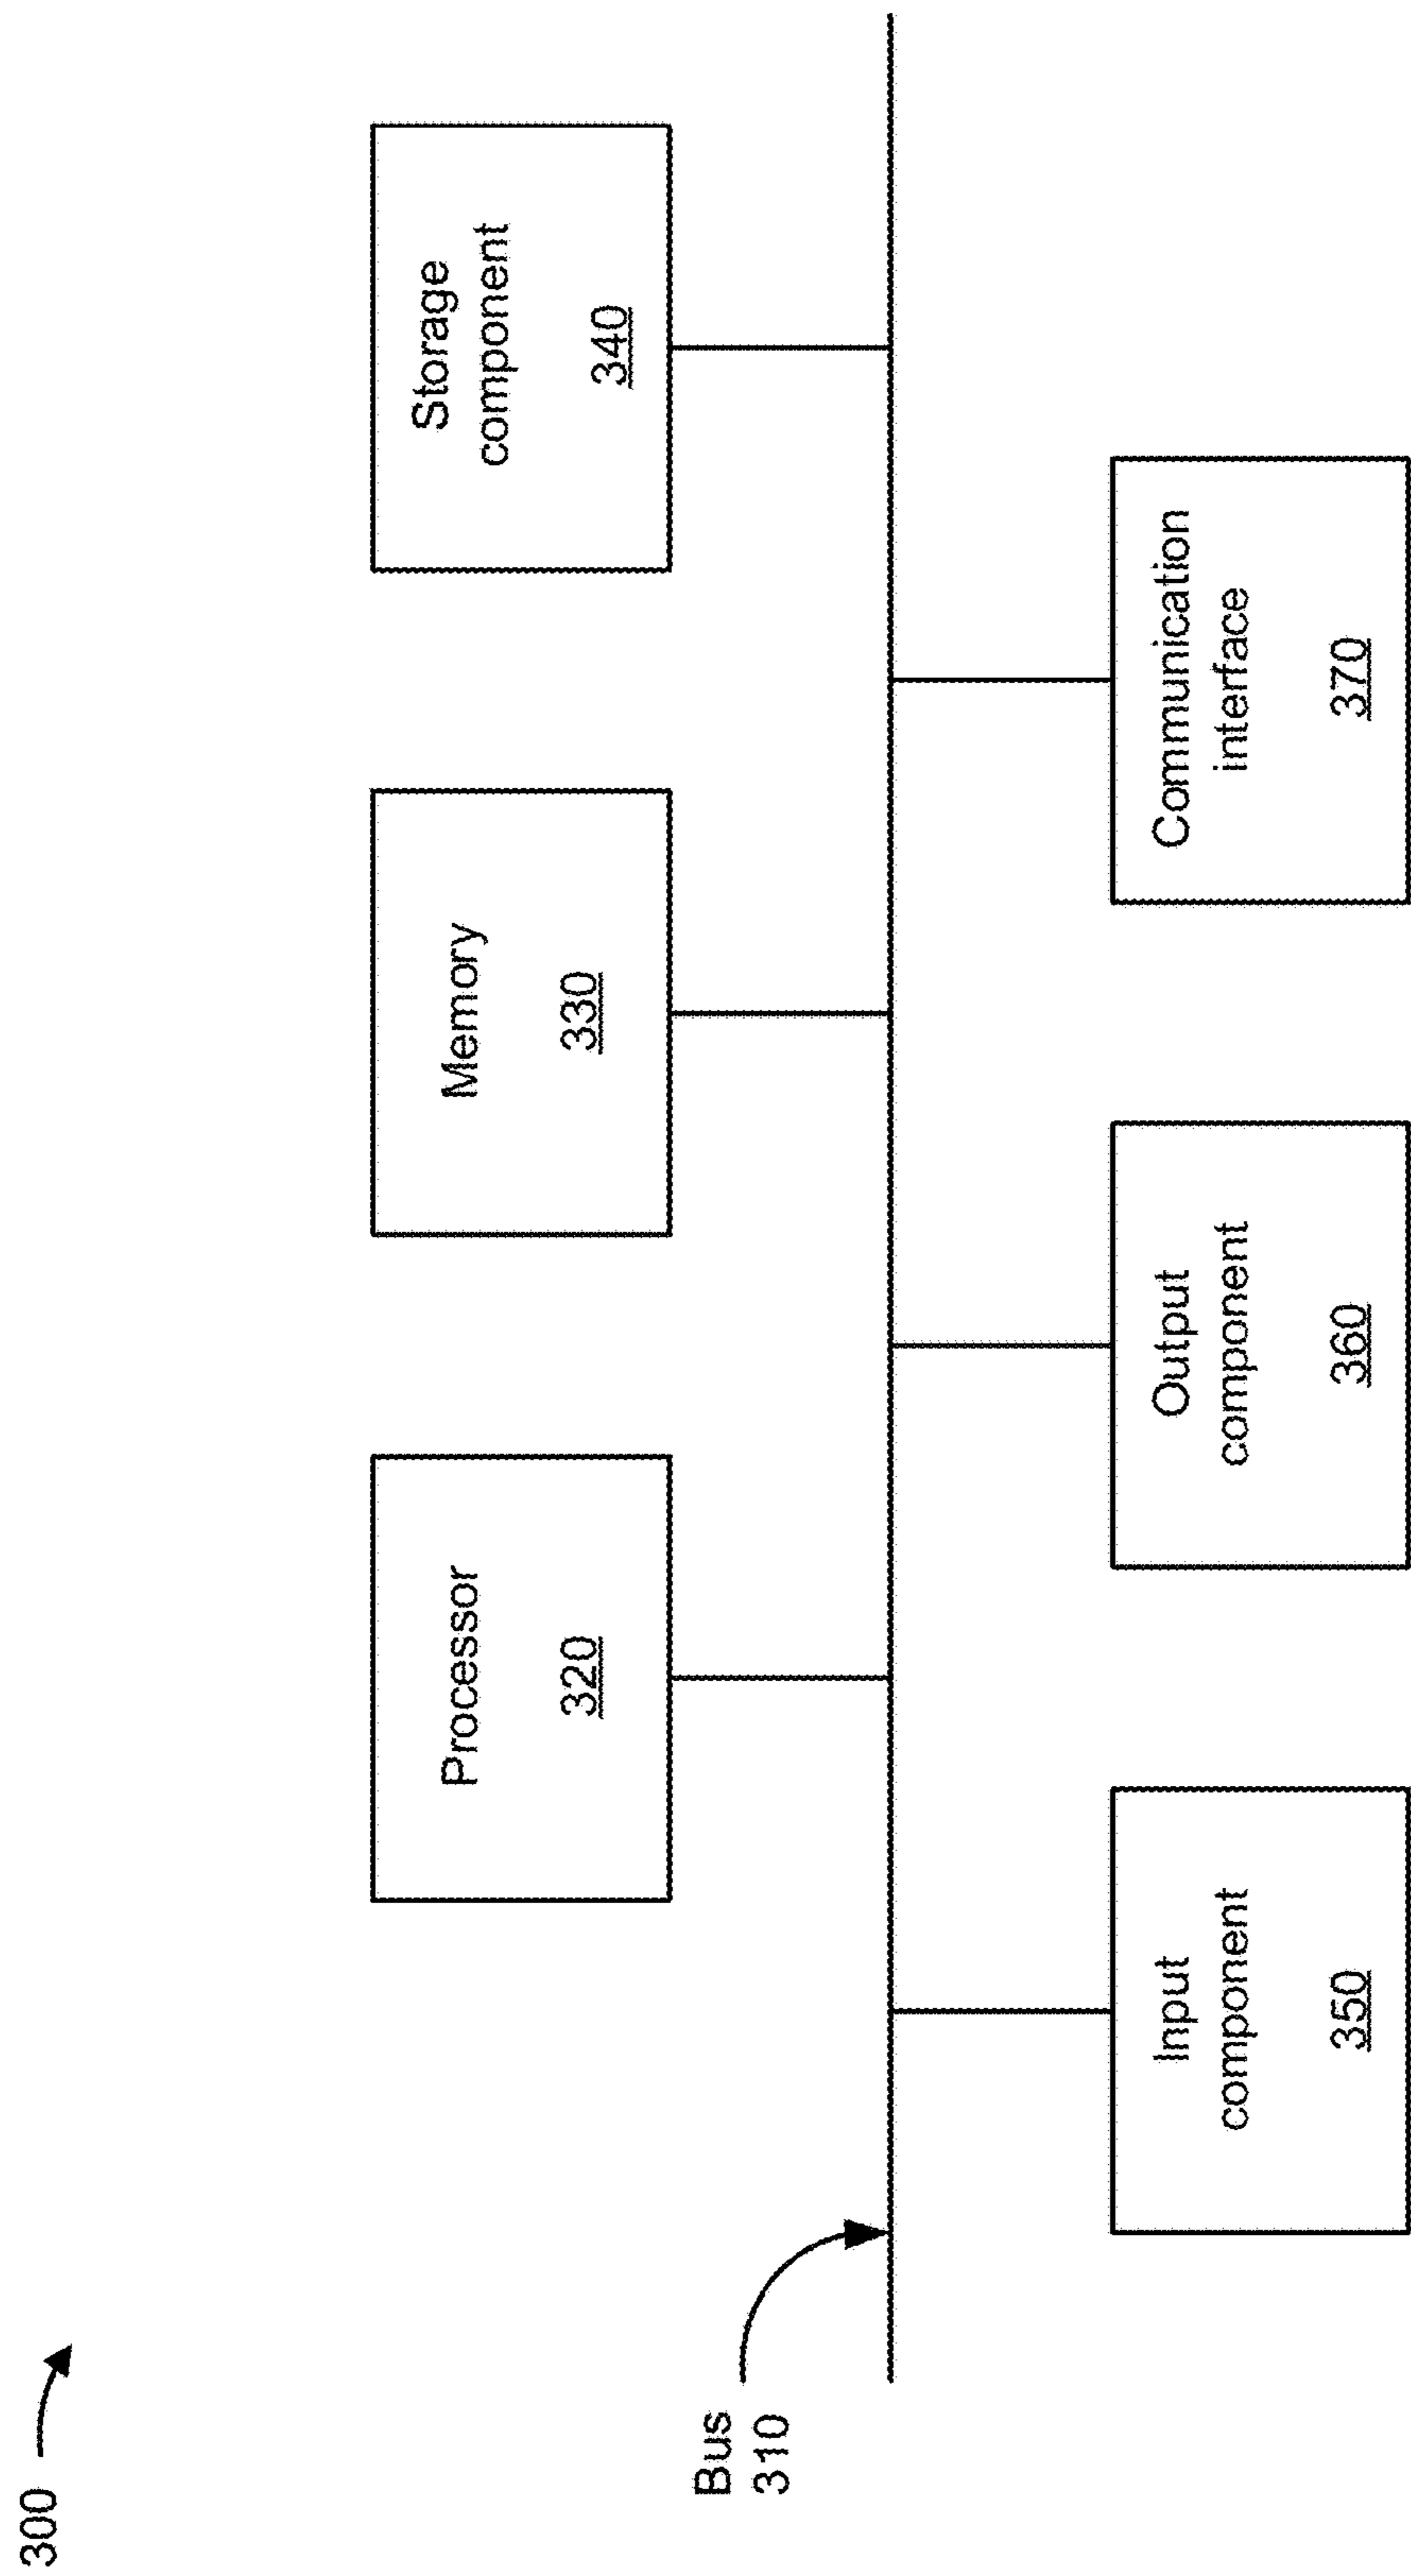 300
Bus
310
Processor
320
Memory
330
Storage
component
340
Input
component
350
Output
component
360
Communication
interface
370